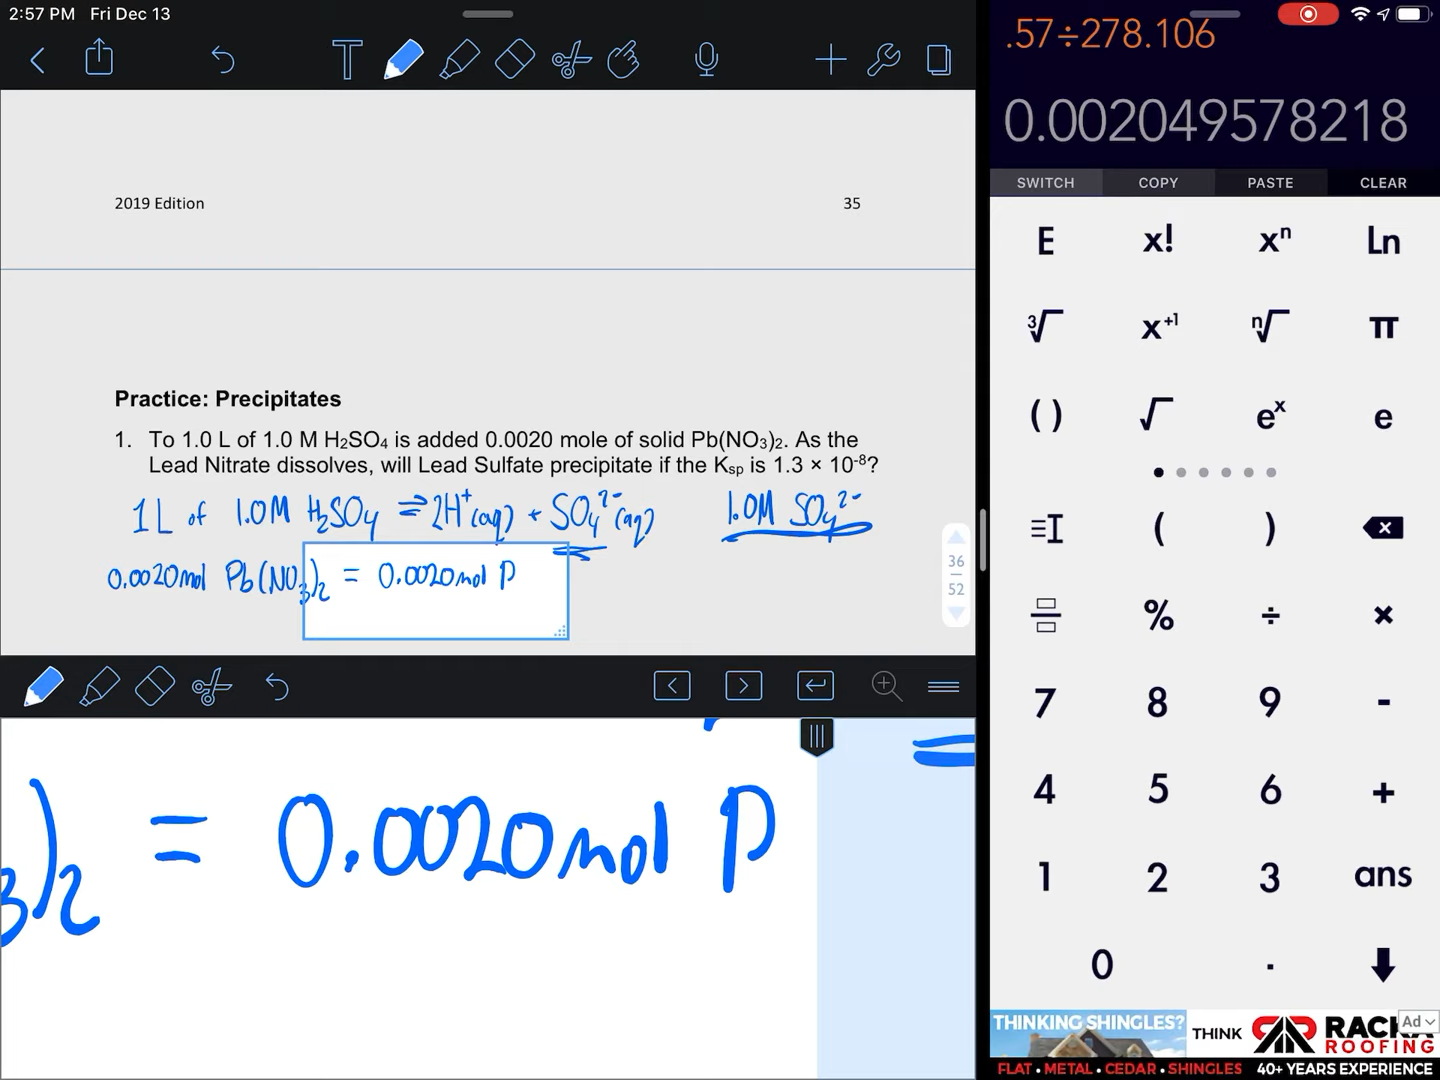 2:57 PM Fri Dec 13
2019 Edition 35
Practice: Precipitates
1. To 1.0 L of 1.0 M H₂SO₄ is added 0.0020 mole of solid Pb(NO₃)₂. As the
Lead Nitrate dissolves, will Lead Sulfate precipitate if the Ksp is 1.3 × 10⁻⁸?
1L of 1.0M H₂SO₄ ⇌ 2H⁺(aq) + SO₄²⁻(aq) 1.0M SO₄²⁻
0.0020mol Pb(NO₃)₂ = 0.0020mol P
36
52
₃)₂ = 0.0020mol P
.57÷278.106
0.002049578218
SWITCH COPY PASTE CLEAR
E x! xⁿ Ln
³√ x⁺¹ ⁿ√ π
( ) √ eˣ e
( )
% ÷ ×
7 8 9 -
4 5 6 +
1 2 3 ans
0 .
THINKING SHINGLES? THINK RACKA ROOFING
Ad
FLAT • METAL • CEDAR • SHINGLES 40+ YEARS EXPERIENCE